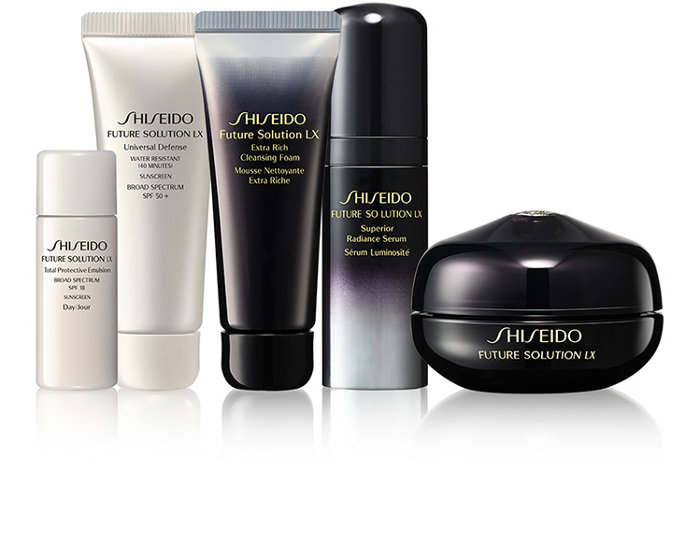 SHISEIDO
FUTURE SOLUTION LX
Total Protective Emulsion
BROAD SPECTRUM
SPF 18
SUNSCREEN
Day:Jour
SHISEIDO
FUTURE SOLUTION LX
Universal Defense
WATER RESISTANT
(40 MINUTES)
SUNSCREEN
BROAD SPECTRUM
SPF 50+
SHISEIDO
Future Solution LX
Extra Rich
Cleansing Foam
Mousse Nettoyante
Extra Riche
SHISEIDO
FUTURE SOLUTION LX
Superior
Radiance Serum
Sérum Luminosité
SHISEIDO
FUTURE SOLUTION LX